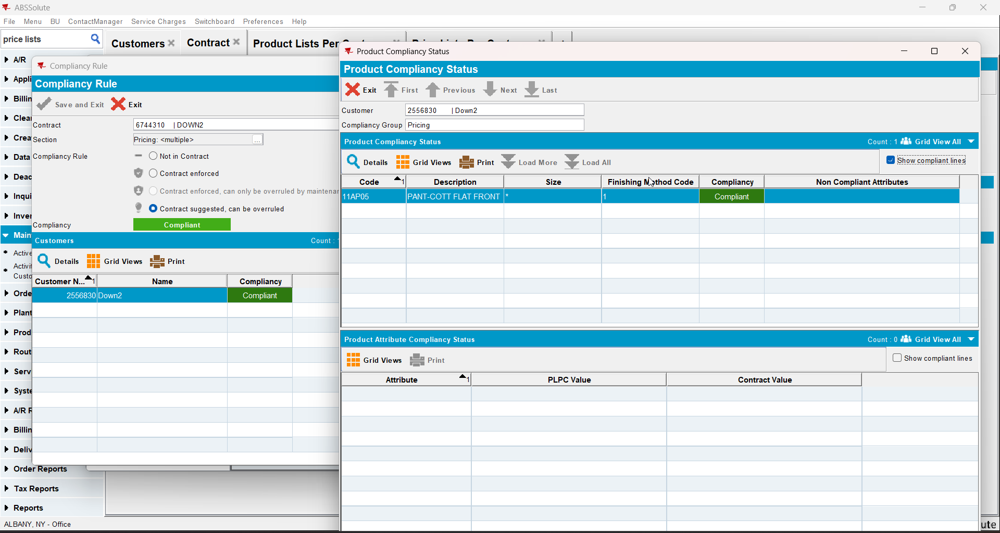 ABSSolute
File Menu BU ContactManager Service Charges Switchboard Preferences Help
price lists
Customers
Contract
Product Lists Per
A/R
Appli
Billin
Clear
Crea
Data
Deac
Inqui
Inver
Main
Active
Activi
Custo
Orde
Plant
Prod
Rout
Serv
Syste
A/R R
Billin
Deliv
Order Reports
Tax Reports
Reports
ALBANY, NY - Office
Compliancy Rule
Compliancy Rule
Save and Exit Exit
Contract 6744310 | DOWN2
Section Pricing: <multiple> ...
Compliancy Rule Not in Contract
Contract enforced
Contract enforced, can only be overruled by maintenan
Contract suggested, can be overruled
Compliancy Compliant
Customers Count : 1
Details Grid Views Print
Customer N... 1 Name Compliancy
2556830 Down2 Compliant
Product Compliancy Status
Product Compliancy Status
Exit First Previous Next Last
Customer 2556830 | Down2
Compliancy Group Pricing
Product Compliancy Status Count : 1 Grid View All
Details Grid Views Print Load More Load All Show compliant lines
Code 1 Description Size Finishing Method Code Compliancy Non Compliant Attributes
11AP05 PANT-COTT FLAT FRONT * 1 Compliant
Product Attribute Compliancy Status Count : 0 Grid View All
Grid Views Print Show compliant lines
Attribute 1 PLPC Value Contract Value
ute